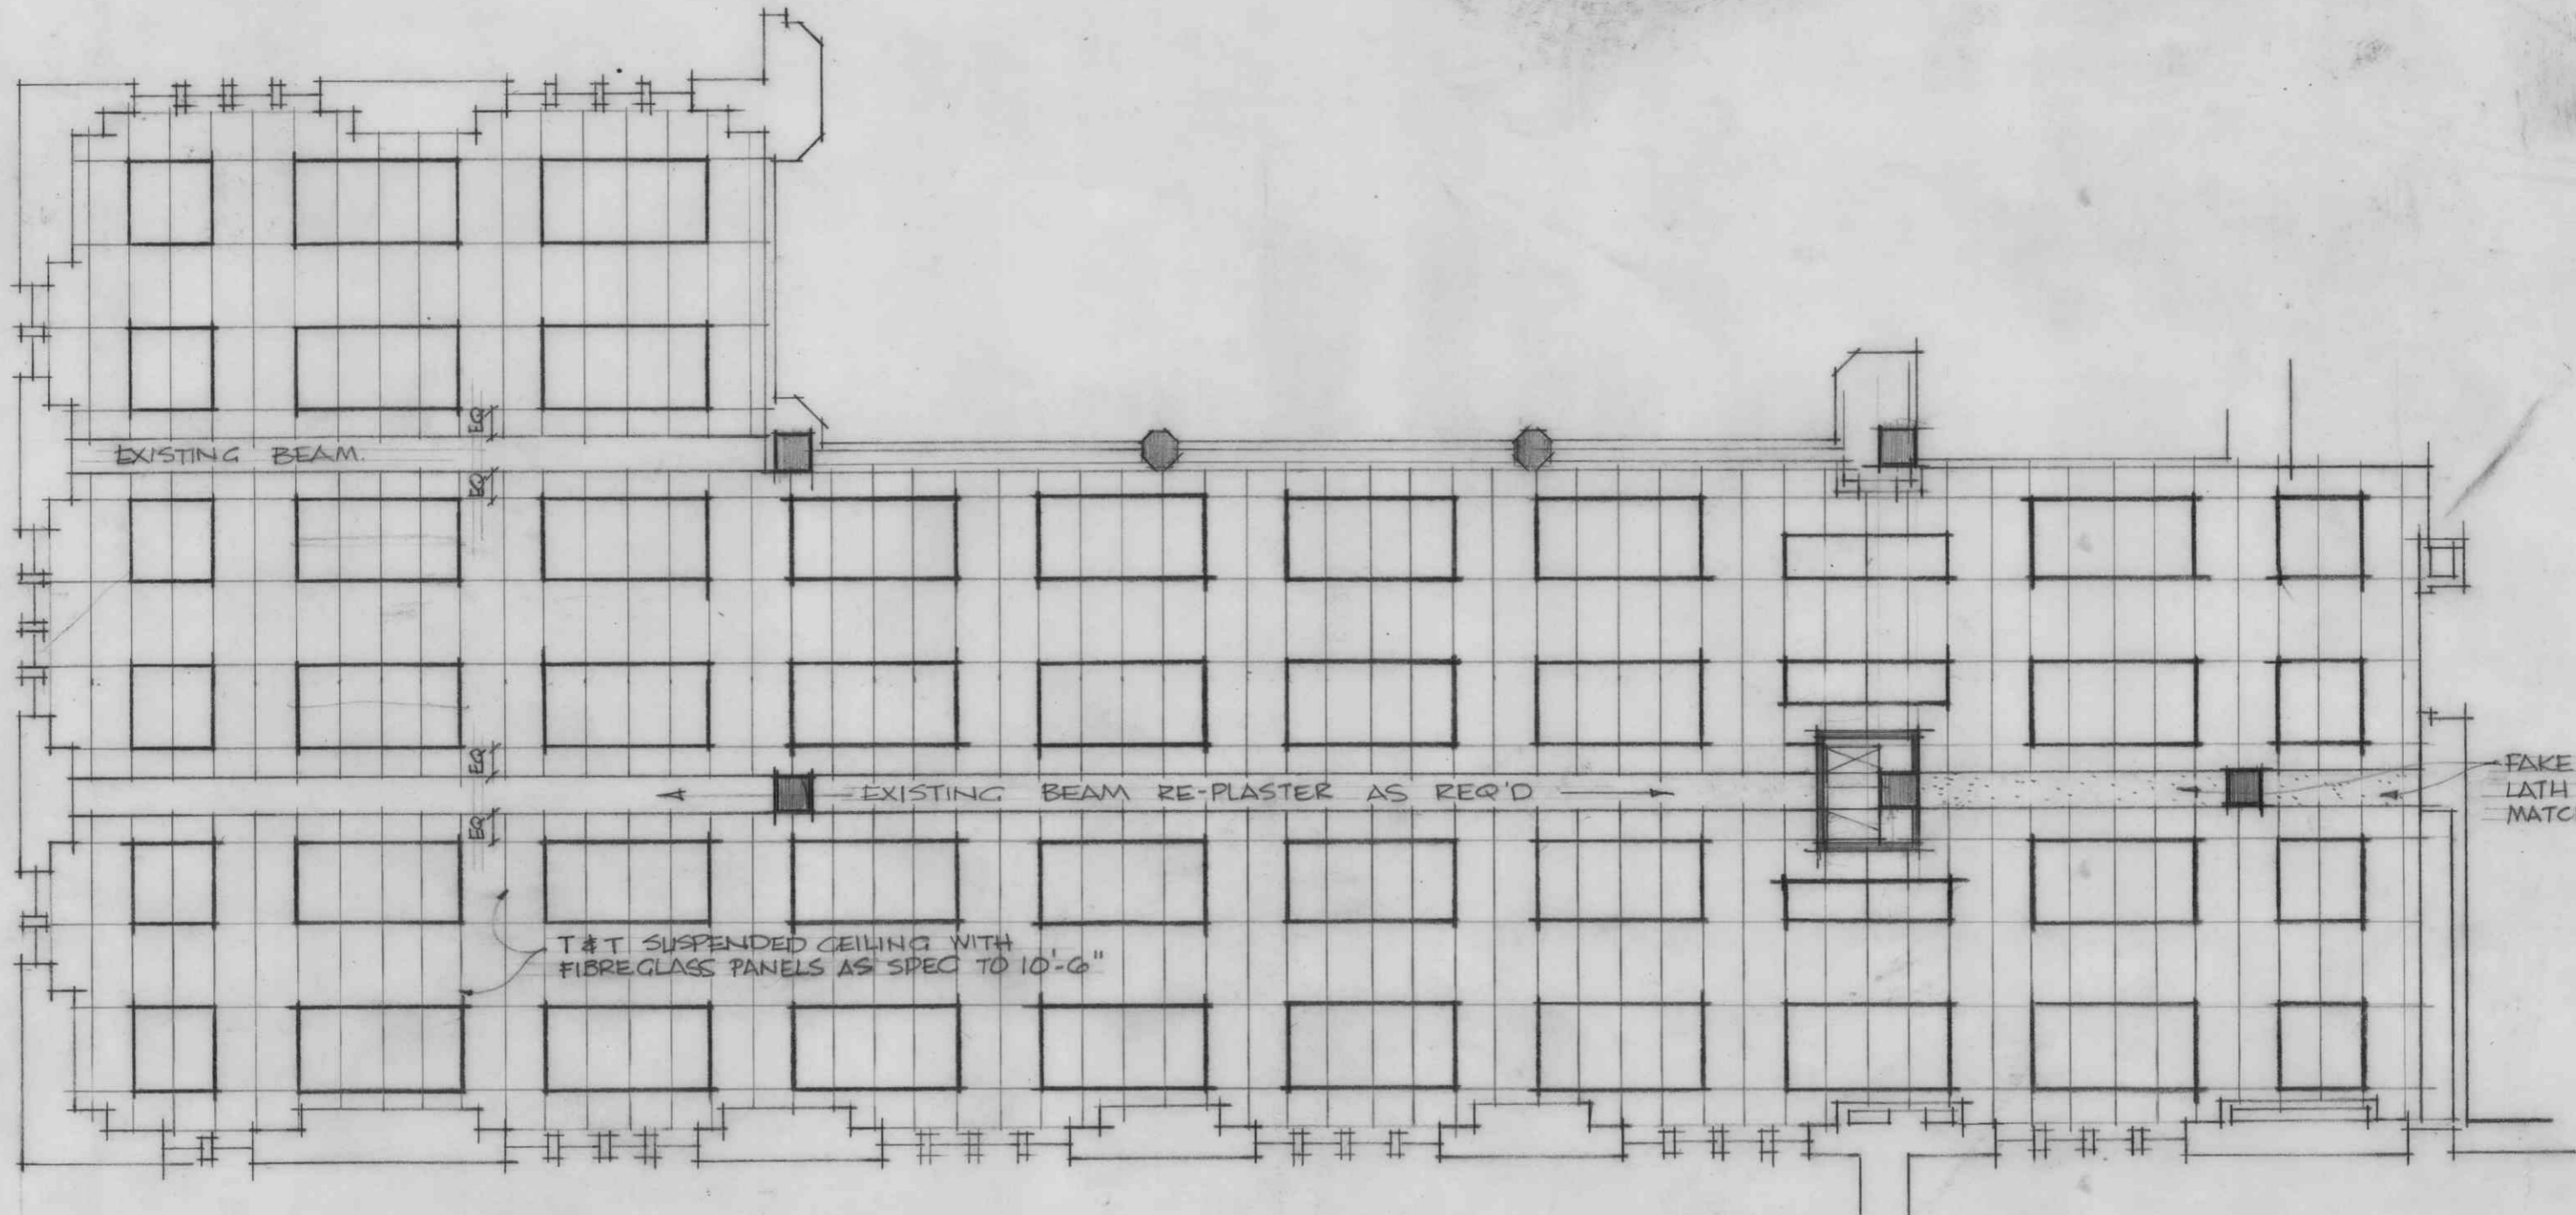 EQ
EXISTING BEAM.
EQ
EQ
EXISTING BEAM RE-PLASTER AS REQ'D
FAKE
LATH
MATC
EQ
T & T SUSPENDED CEILING WITH
FIBREGLASS PANELS AS SPEC TO 10'-6"